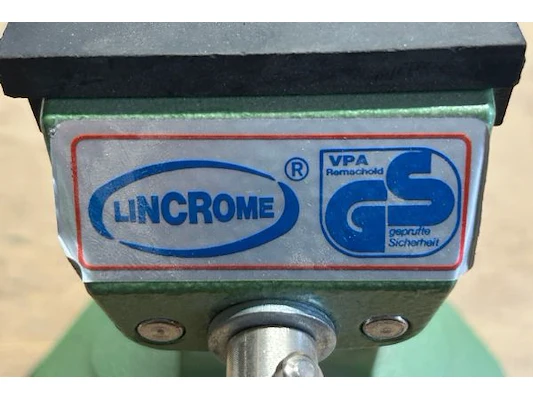 LINCROME ®
VPA
Remscheid
GS
geprüfte
Sicherheit